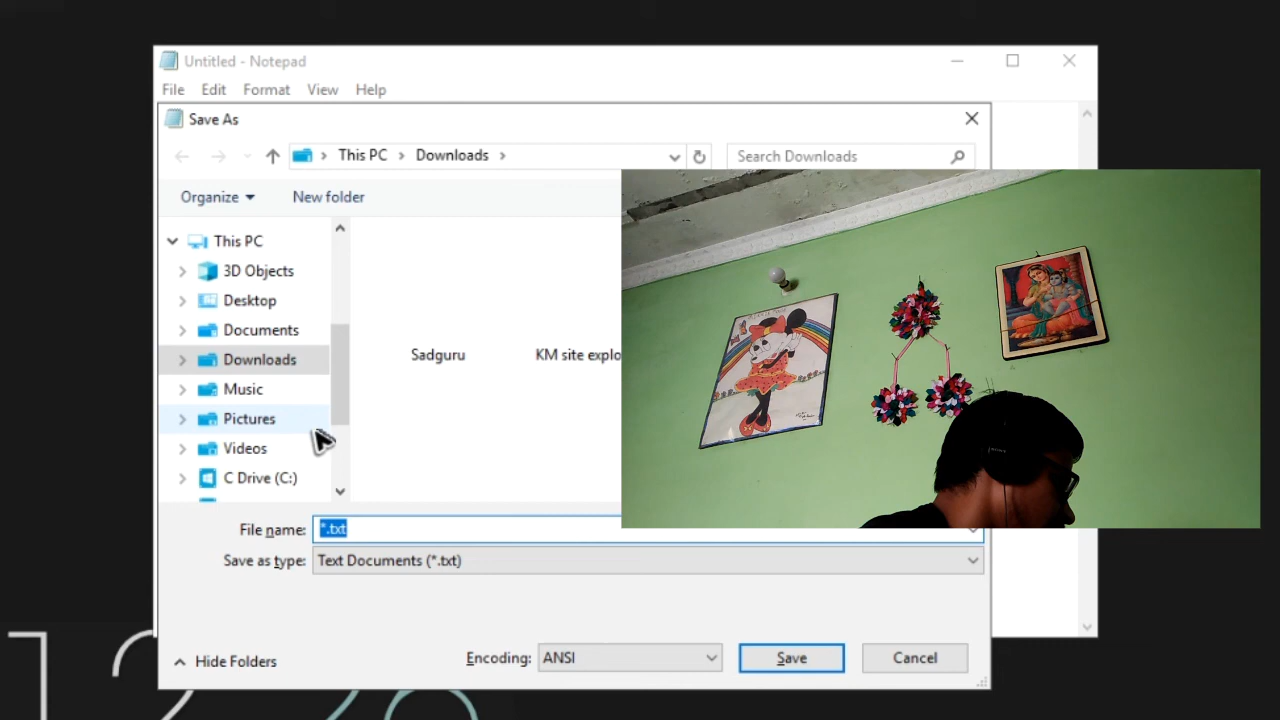 Untitled - Notepad
File Edit Format View Help
Save As
This PC Downloads
Search Downloads
Organize New folder
This PC
3D Objects
Desktop
Documents
Downloads
Music
Pictures
Videos
C Drive (C:)
Sadguru KM site explo
File name: *.txt
Save as type: Text Documents (*.txt)
Hide Folders
Encoding: ANSI
Save
Cancel